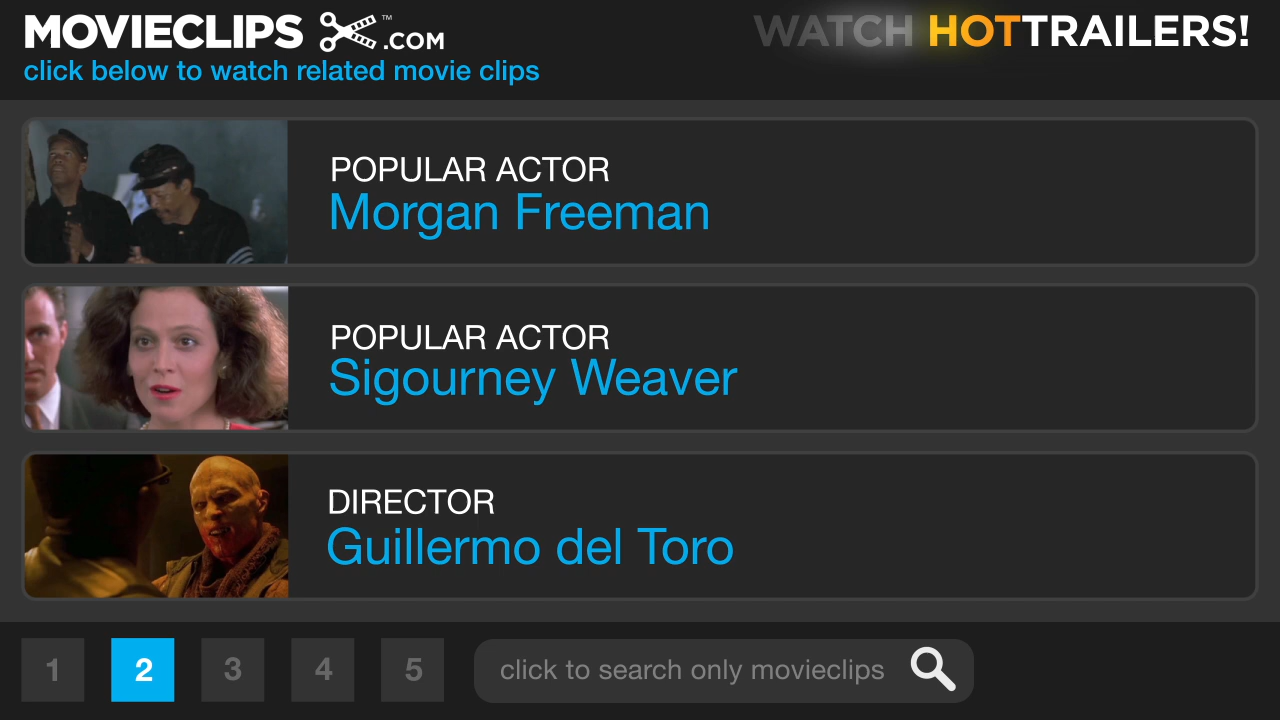 MOVIECLIPS ™ .COM
WATCH HOTTRAILERS!
click below to watch related movie clips
POPULAR ACTOR
Morgan Freeman
POPULAR ACTOR
Sigourney Weaver
DIRECTOR
Guillermo del Toro
1 2 3 4 5
click to search only movieclips